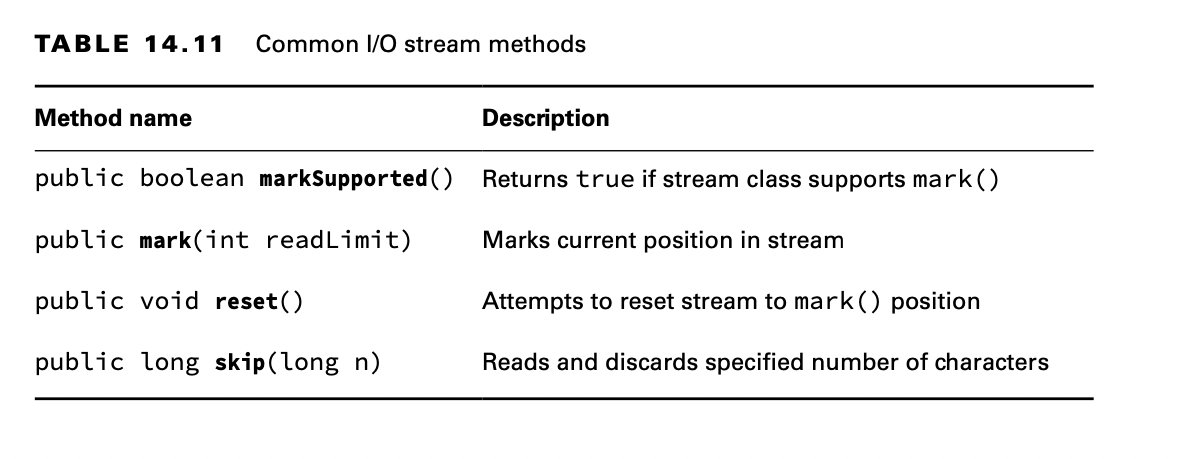 TABLE 14.11 Common I/O stream methods
Method name Description
public boolean markSupported() Returns true if stream class supports mark()
public mark(int readLimit) Marks current position in stream
public void reset() Attempts to reset stream to mark() position
public long skip(long n) Reads and discards specified number of characters